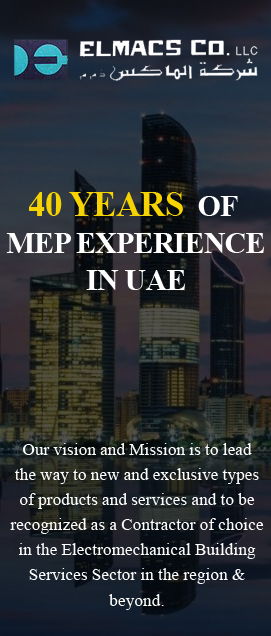 ELMACS CO. LLC
شركة الماكس ذ.م.م
40 YEARS OF
MEP EXPERIENCE
IN UAE
Our vision and Mission is to lead
the way to new and exclusive types
of products and services and to be
recognized as a Contractor of choice
in the Electromechanical Building
Services Sector in the region &
beyond.